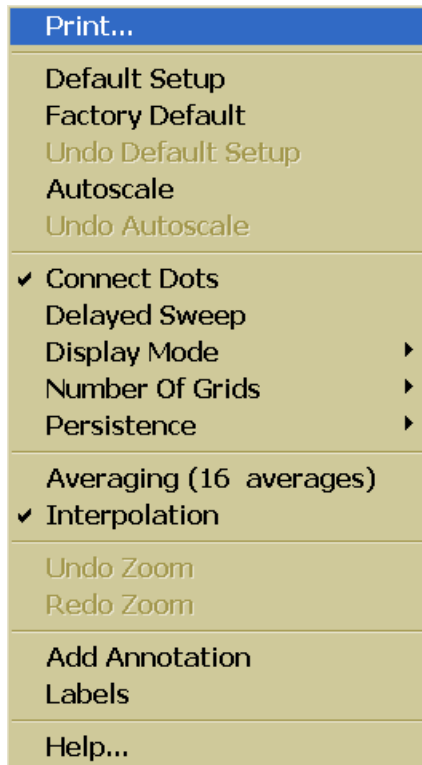 Print...
Default Setup
Factory Default
Undo Default Setup
Autoscale
Undo Autoscale
Connect Dots
Delayed Sweep
Display Mode
Number Of Grids
Persistence
Averaging (16  averages)
Interpolation
Undo Zoom
Redo Zoom
Add Annotation
Labels
Help...